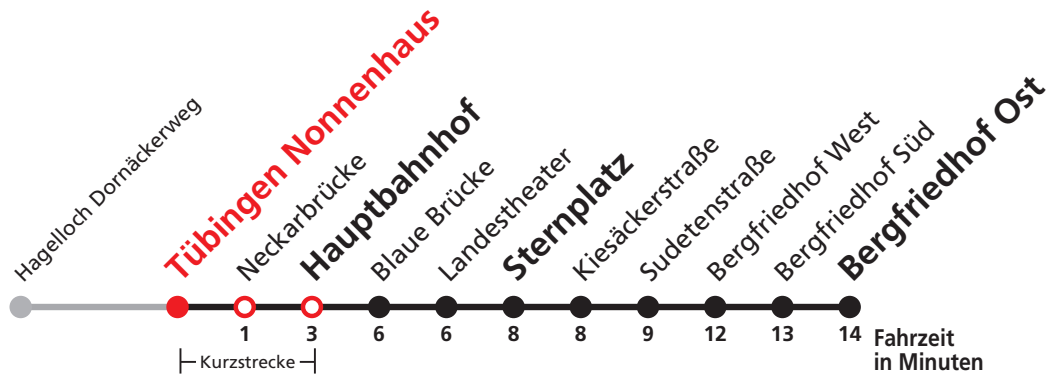 Hagelloch Dornäckerweg
Tübingen Nonnenhaus
Neckarbrücke
Hauptbahnhof
Blaue Brücke
Landestheater
Sternplatz
Kiesäckerstraße
Sudetenstraße
Bergfriedhof West
Bergfriedhof Süd
Bergfriedhof Ost
1 3 6 6 8 8 9 12 13 14
Fahrzeit
in Minuten
Kurzstrecke